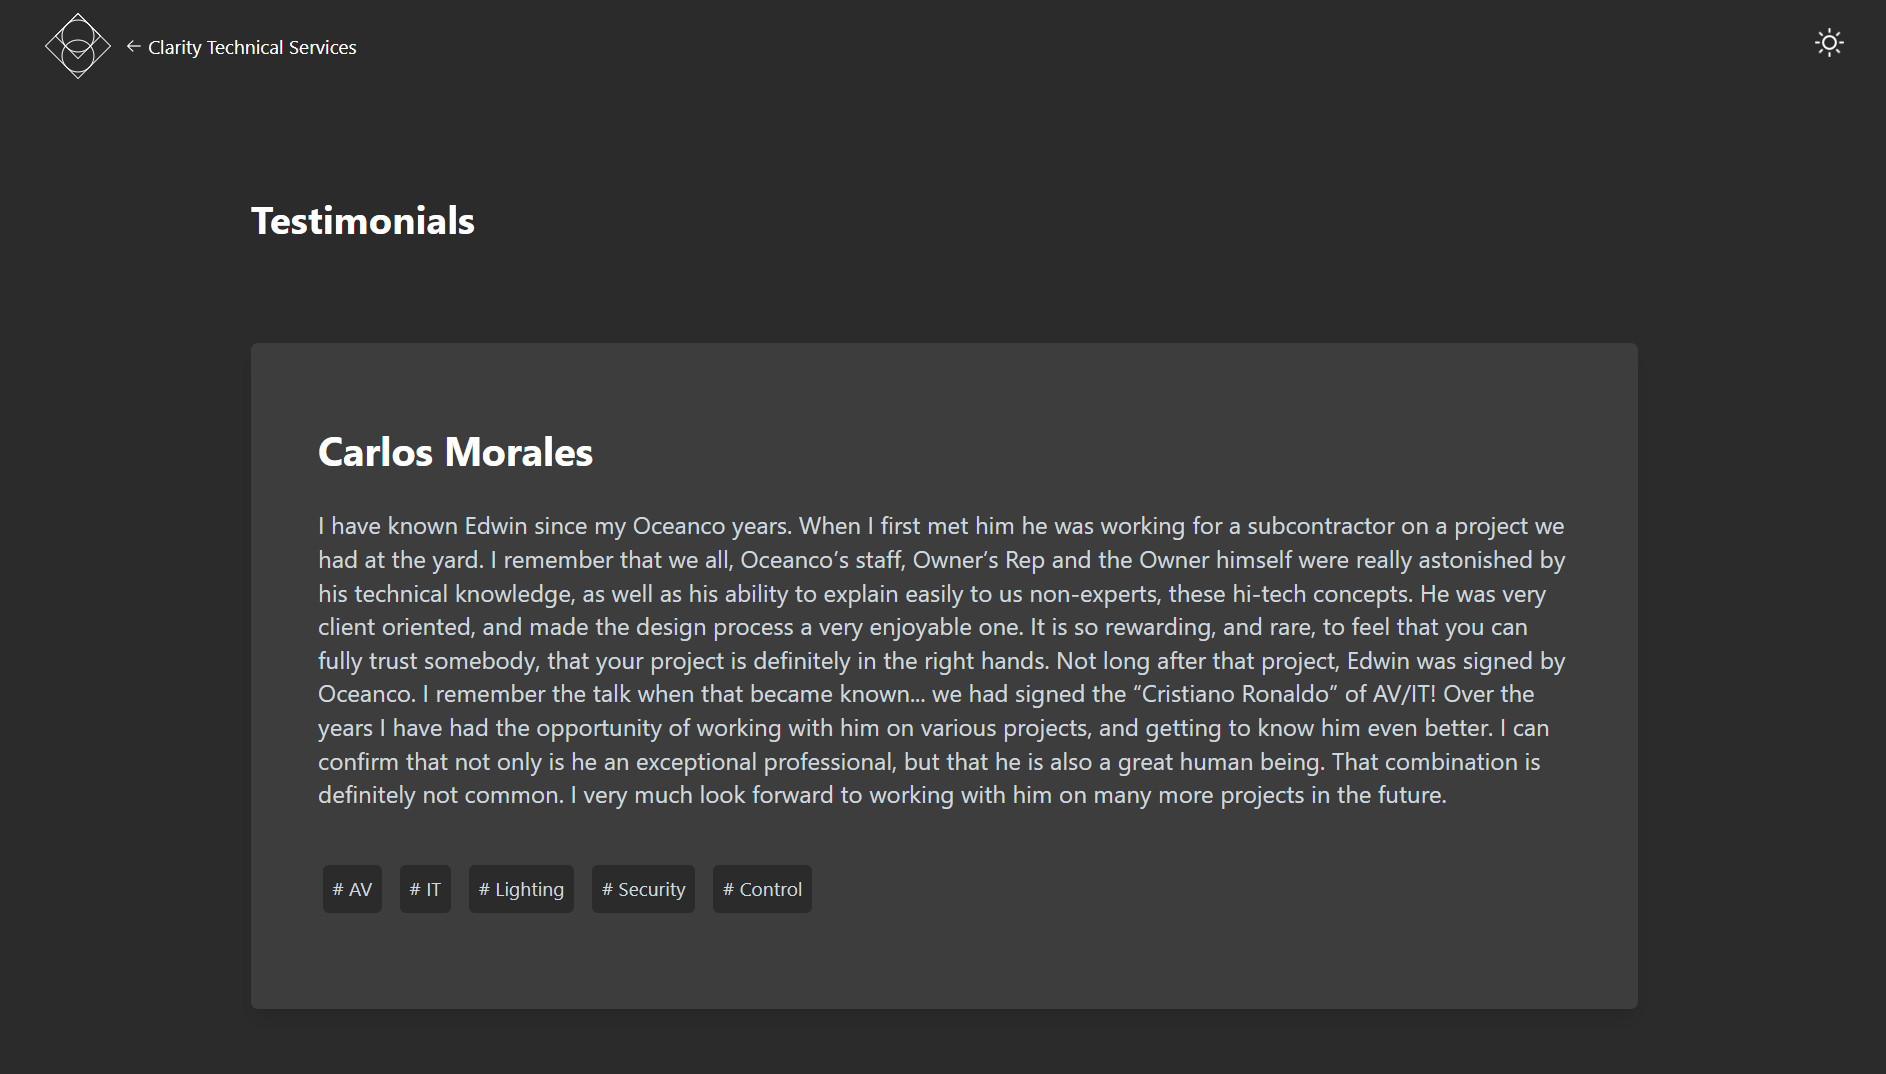 ← Clarity Technical Services
Testimonials
Carlos Morales
I have known Edwin since my Oceanco years. When I first met him he was working for a subcontractor on a project we
had at the yard. I remember that we all, Oceanco’s staff, Owner’s Rep and the Owner himself were really astonished by
his technical knowledge, as well as his ability to explain easily to us non-experts, these hi-tech concepts. He was very
client oriented, and made the design process a very enjoyable one. It is so rewarding, and rare, to feel that you can
fully trust somebody, that your project is definitely in the right hands. Not long after that project, Edwin was signed by
Oceanco. I remember the talk when that became known... we had signed the “Cristiano Ronaldo” of AV/IT! Over the
years I have had the opportunity of working with him on various projects, and getting to know him even better. I can
confirm that not only is he an exceptional professional, but that he is also a great human being. That combination is
definitely not common. I very much look forward to working with him on many more projects in the future.
# AV # IT # Lighting # Security # Control